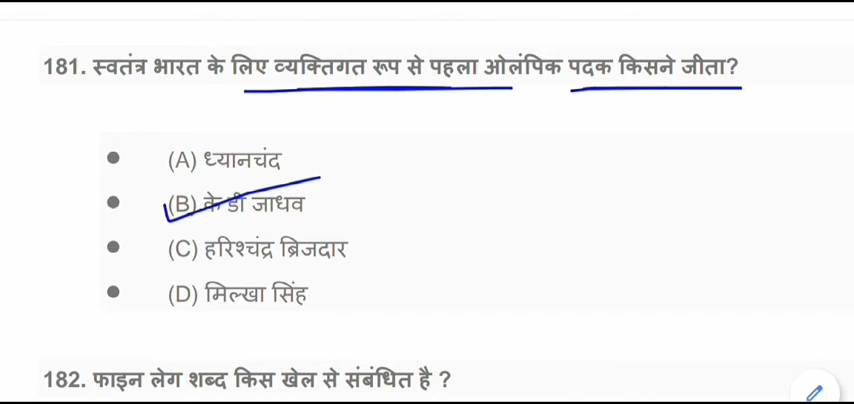 181. स्वतंत्र भारत के लिए व्यक्तिगत रूप से पहला ओलंपिक पदक किसने जीता?
(A) ध्यानचंद
(B) के डी जाधव
(C) हरिश्चंद्र बिजदार
(D) मिल्खा सिंह
182. फाइन लेग शब्द किस खेल से संबंधित है ?